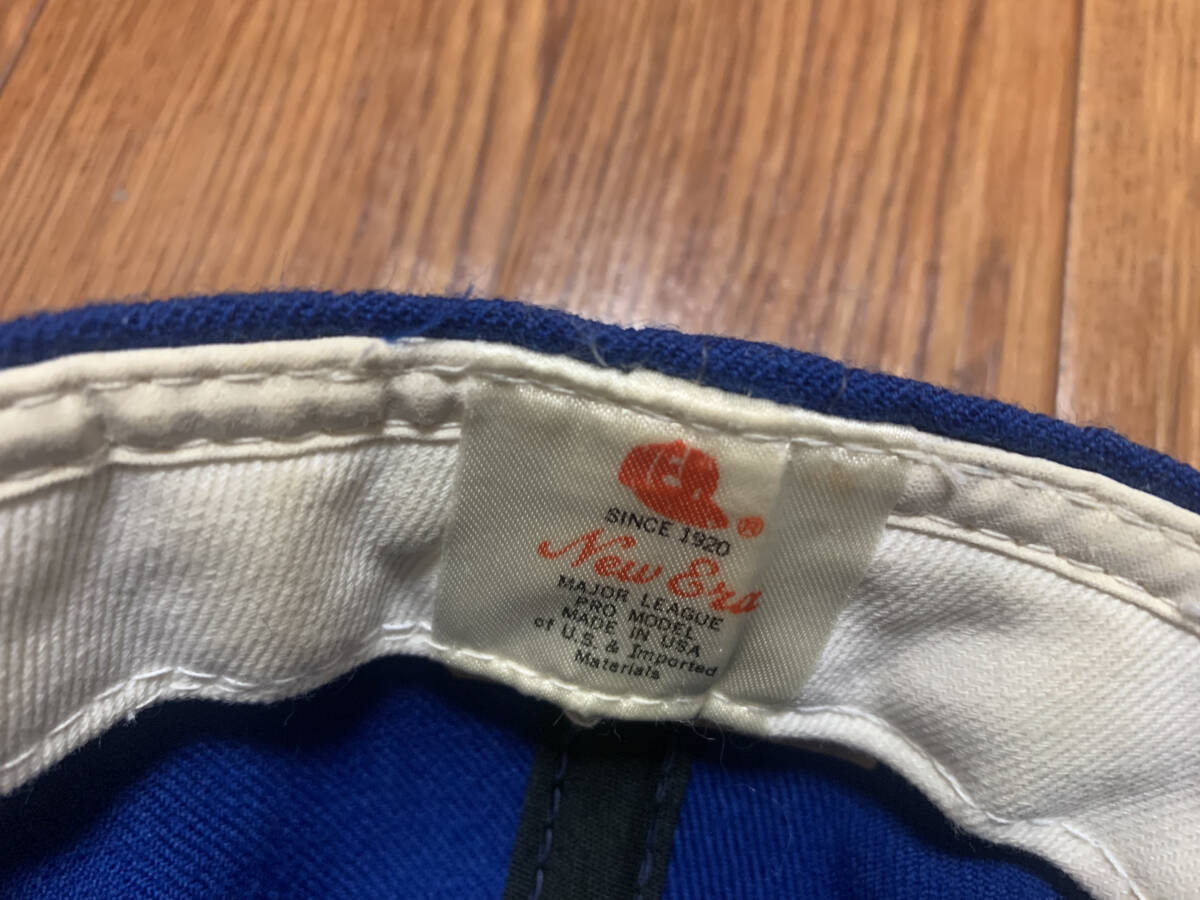 ®
SINCE 1920
New Era
MAJOR LEAGUE
PRO MODEL
MADE IN USA
of U.S. & Imported
Materials